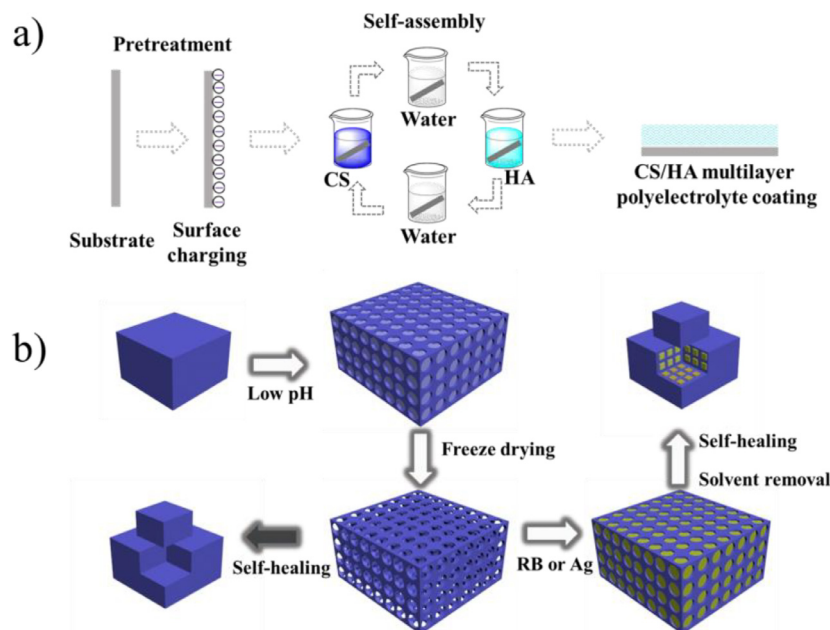 a)
Pretreatment
Substrate
Surface
charging
Self-assembly
Water
CS
HA
Water
CS/HA multilayer
polyelectrolyte coating
b)
Low pH
Freeze drying
Self-healing
RB or Ag
Self-healing
Solvent removal